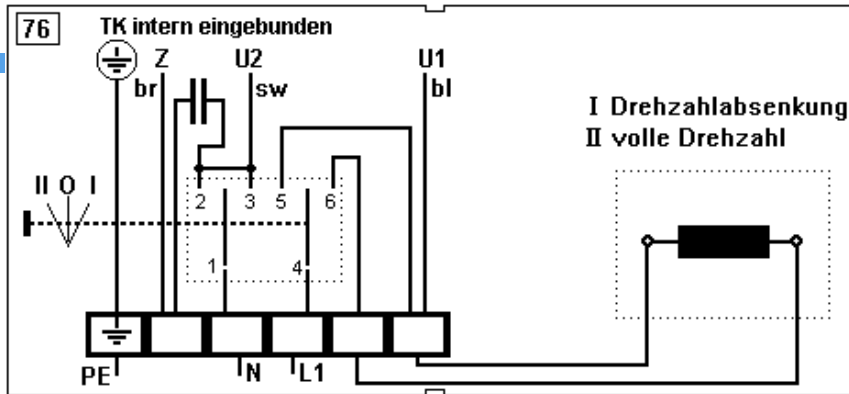 76 TK intern eingebunden
Z U2 U1
br sw bl
I Drehzahlabsenkung
II volle Drehzahl
II 0 I
2 3 5 6
1 4
PE N L1